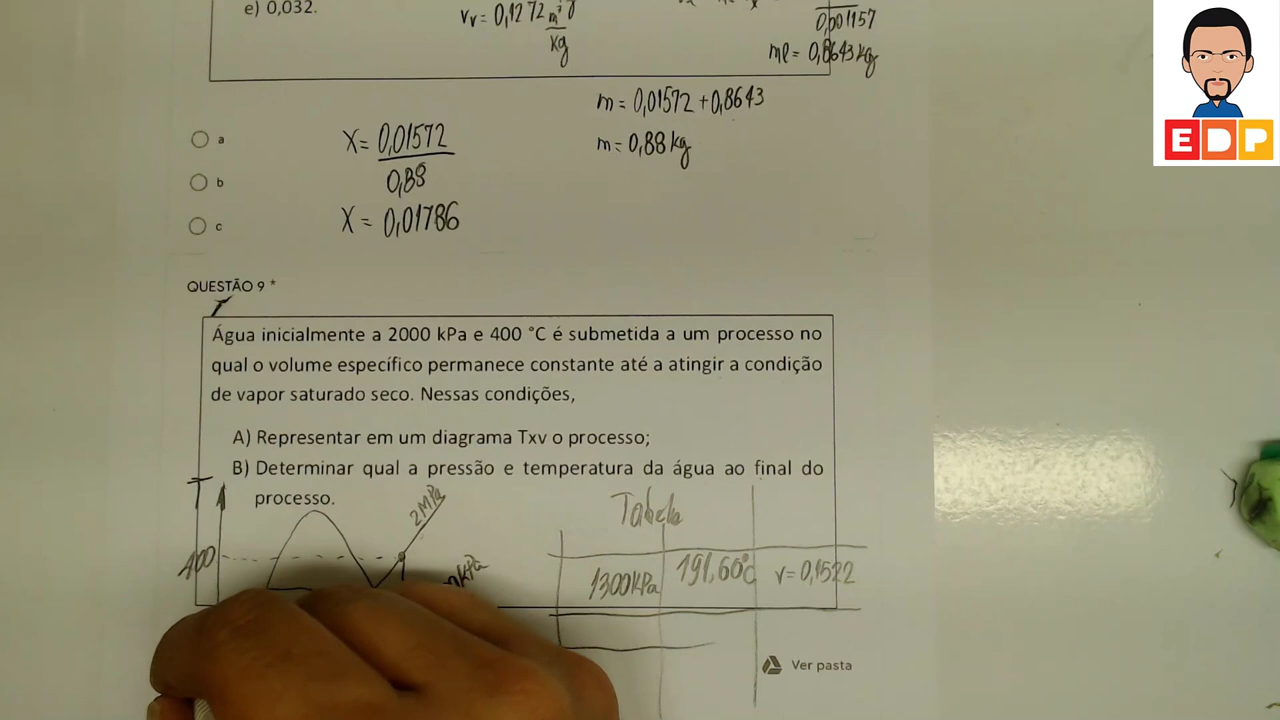 e) 0,032.
Vv = 0,1272 m³
kg
0,001157
ml = 0,8643 kg
m = 0,01572 + 0,8643
m = 0,88 kg
a
b
c
X = 0,01572
0,88
X = 0,01786
QUESTÃO 9 *
Água inicialmente a 2000 kPa e 400 °C é submetida a um processo no
qual o volume específico permanece constante até a atingir a condição
de vapor saturado seco. Nessas condições,
A) Representar em um diagrama Txv o processo;
B) Determinar qual a pressão e temperatura da água ao final do
processo.
T
2MPa
400
kPa
Tabela
1300kPa 191,60°C v = 0,1522
Ver pasta
EDP